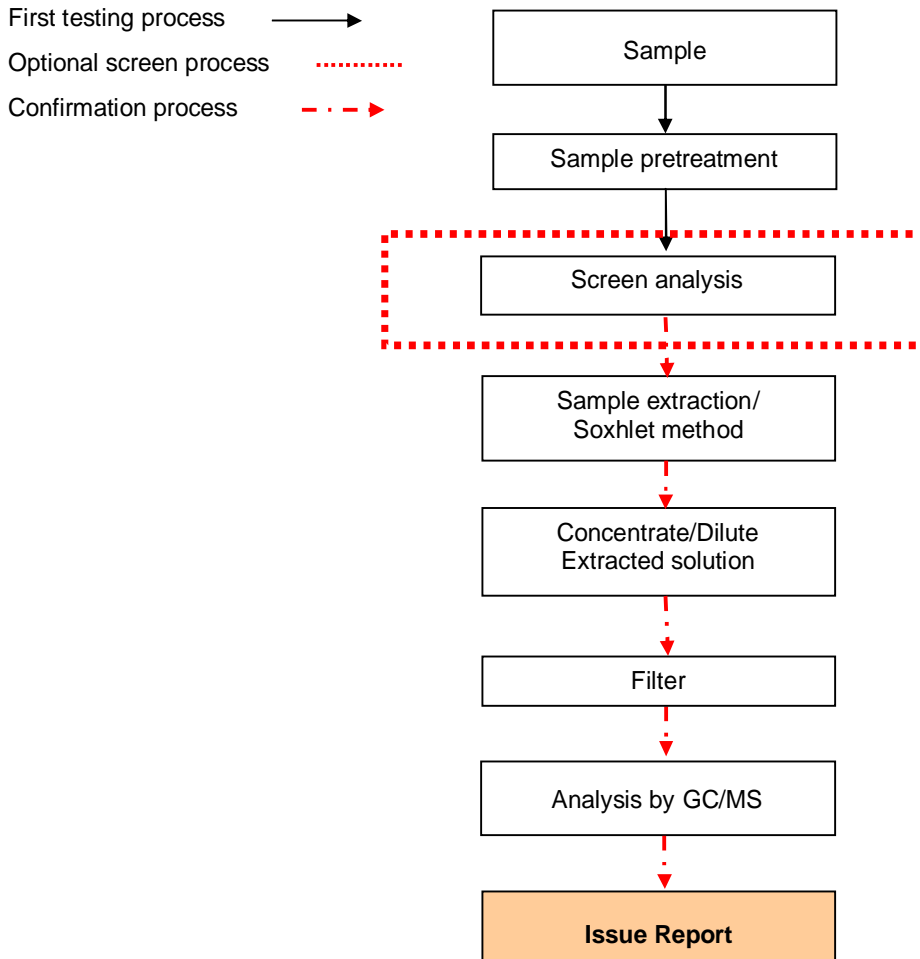 First testing process
Optional screen process
Confirmation process
Sample
Sample pretreatment
Screen analysis
Sample extraction/
Soxhlet method
Concentrate/Dilute
Extracted solution
Filter
Analysis by GC/MS
Issue Report